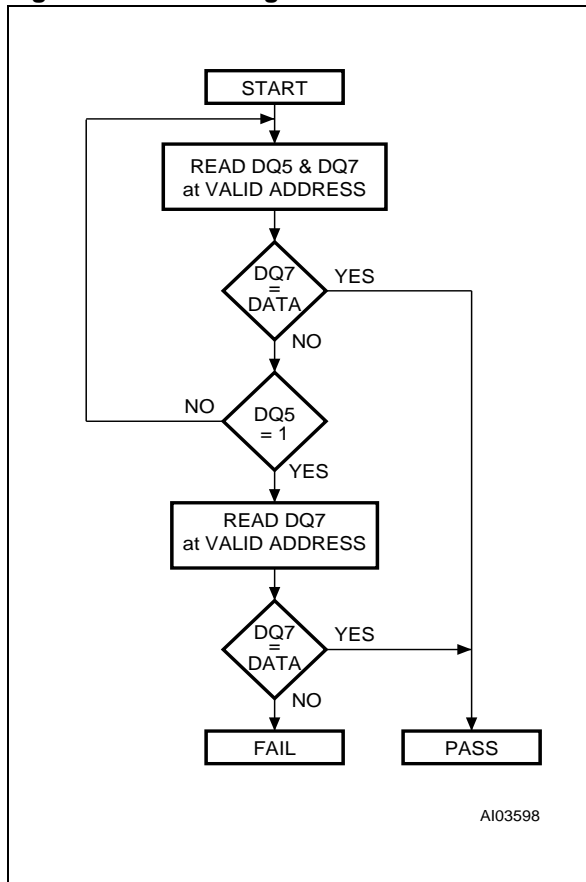 START
READ DQ5 & DQ7
at VALID ADDRESS
DQ7
=
DATA
YES
NO
DQ5
= 1
NO
YES
READ DQ7
at VALID ADDRESS
DQ7
=
DATA
YES
NO
FAIL
PASS
AI03598